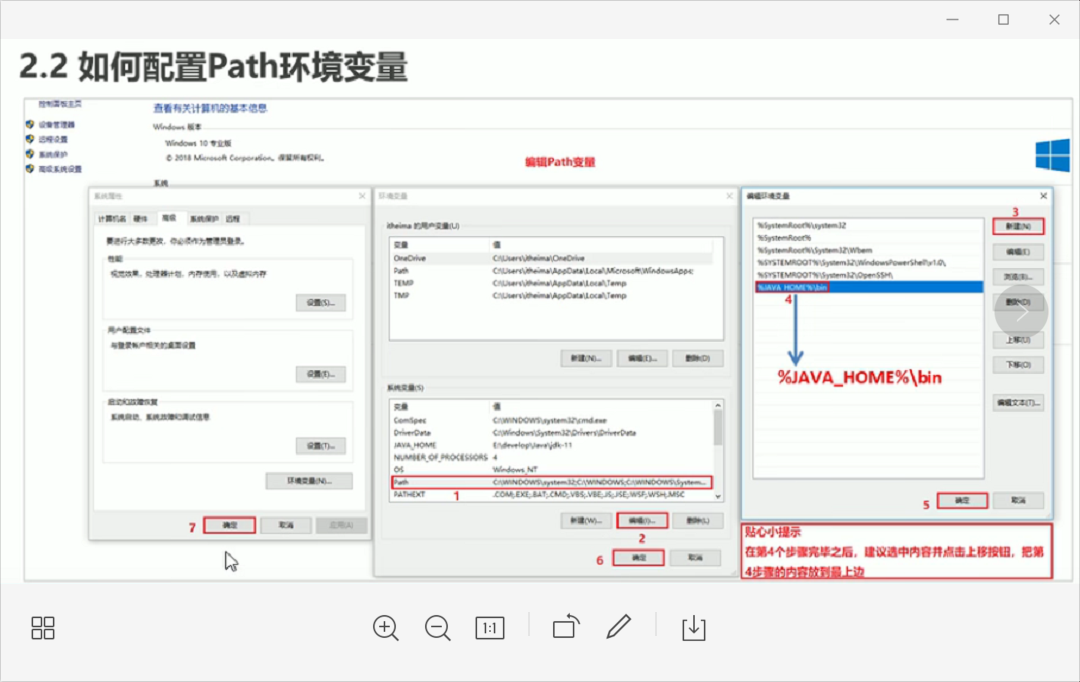 2.2 如何配置Path环境变量
控制面板主页
查看有关计算机的基本信息
设备管理器
Windows 版本
远程设置
Windows 10 专业版
系统保护
© 2018 Microsoft Corporation。保留所有权利。
高级系统设置
系统
编辑Path变量
系统属性
计算机名 硬件 高级 系统保护 远程
要进行大多数更改，你必须作为管理员登录。
性能
视觉效果，处理器计划，内存使用，以及虚拟内存
设置(S)...
用户配置文件
与登录帐户相关的桌面设置
设置(E)...
启动和故障恢复
系统启动、系统故障和调试信息
设置(T)...
环境变量(N)...
7 确定 取消 应用(A)
环境变量
itheima 的用户变量(U)
变量 值
OneDrive C:\Users\itheima\OneDrive
Path C:\Users\itheima\AppData\Local\Microsoft\WindowsApps;
TEMP C:\Users\itheima\AppData\Local\Temp
TMP C:\Users\itheima\AppData\Local\Temp
新建(N)... 编辑(E)... 删除(D)
系统变量(S)
变量 值
ComSpec C:\WINDOWS\system32\cmd.exe
DriverData C:\Windows\System32\Drivers\DriverData
JAVA_HOME E:\develop\Java\jdk-11
NUMBER_OF_PROCESSORS 4
OS Windows_NT
Path C:\WINDOWS\system32;C:\WINDOWS;C:\WINDOWS\System...
1
PATHEXT .COM;.EXE;.BAT;.CMD;.VBS;.VBE;.JS;.JSE;.WSF;.WSH;.MSC
新建(W)... 编辑(I)... 删除(L)
2
6 确定 取消
编辑环境变量
%SystemRoot%\system32
%SystemRoot%
%SystemRoot%\System32\Wbem
%SYSTEMROOT%\System32\WindowsPowerShell\v1.0\
%SYSTEMROOT%\System32\OpenSSH\
%JAVA_HOME%\bin
4
%JAVA_HOME%\bin
3
新建(N)
编辑(E)
浏览(B)...
删除(D)
上移(U)
下移(O)
编辑文本(T)...
5 确定 取消
贴心小提示
在第4个步骤完毕之后，建议选中内容并点击上移按钮，把第
4步骤的内容放到最上边
1:1